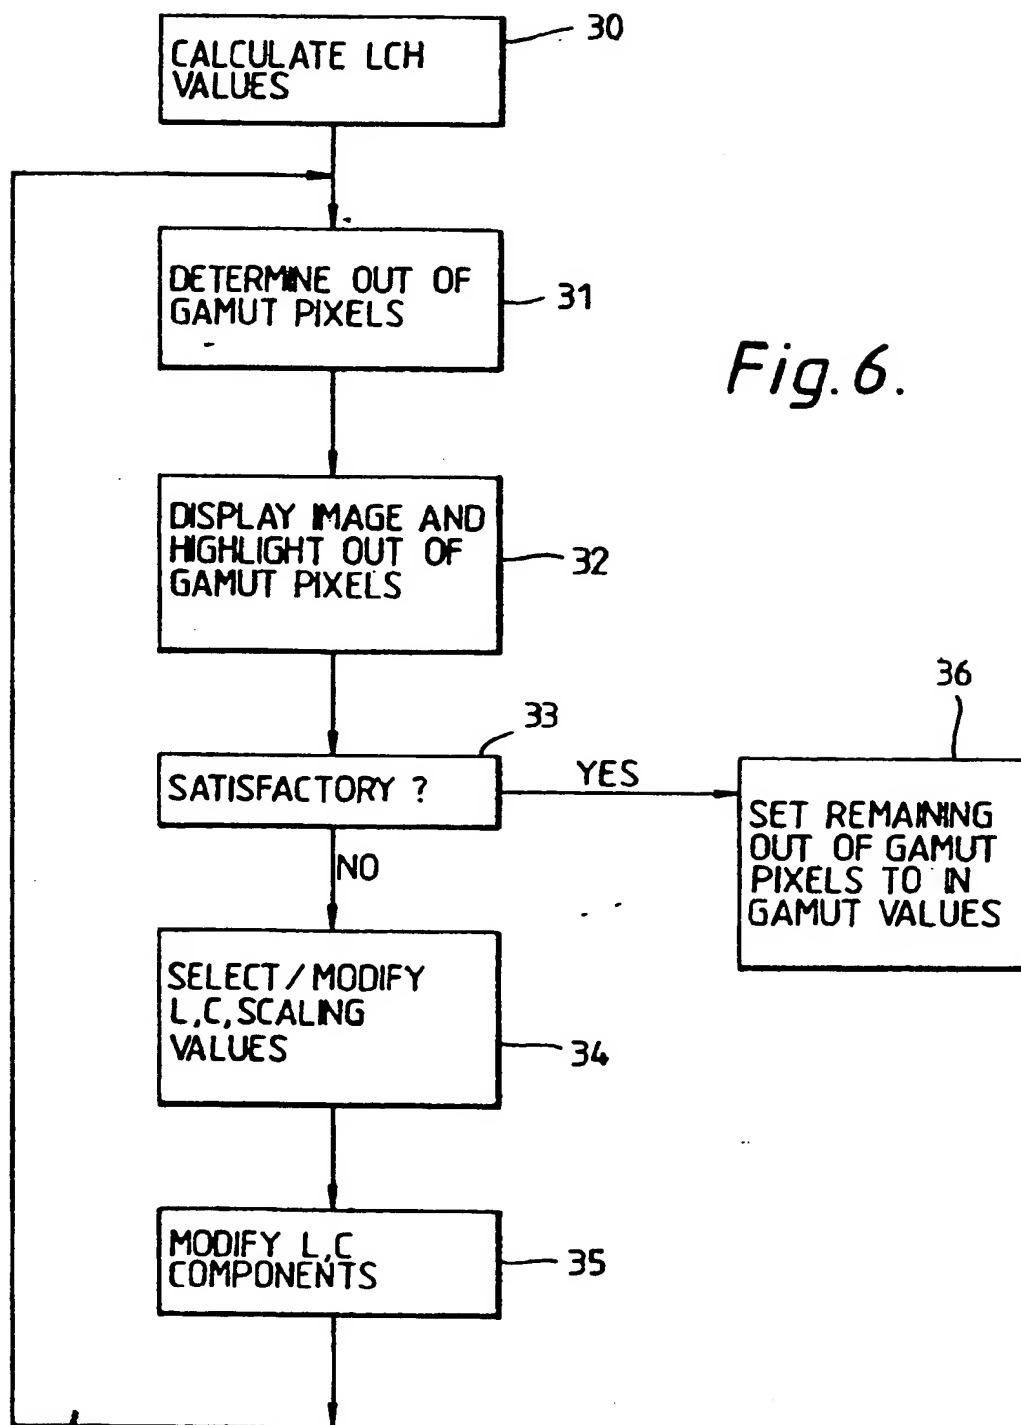 30
CALCULATE LCH
VALUES
DETERMINE OUT OF
GAMUT PIXELS
31
Fig. 6.
DISPLAY IMAGE AND
HIGHLIGHT OUT OF
GAMUT PIXELS
32
33
SATISFACTORY ?
YES
NO
36
SET REMAINING
OUT OF GAMUT
PIXELS TO IN
GAMUT VALUES
SELECT / MODIFY
L,C,SCALING
VALUES
34
MODIFY L,C
COMPONENTS
35